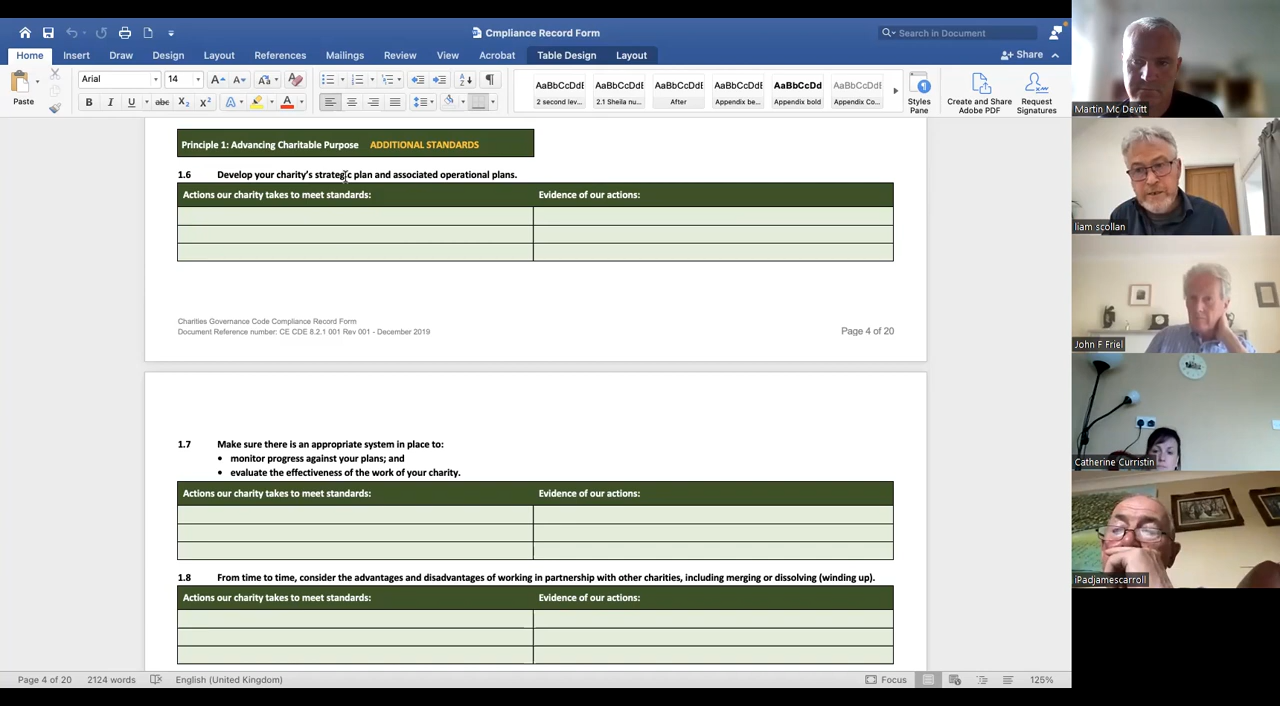 Cmpliance Record Form
Search in Document
Home Insert Draw Design Layout References Mailings Review View Acrobat Table Design Layout
Share
Paste
Arial 14
B I U abc X₂ X²
AaBbCcDdE AaBbCcDdE AaBbCcDdE AaBbCcDdE AaBbCcDd AaBbCcDdE
2 second lev... 2.1 Sheila nu... After Appendix be... Appendix bold Appendix Co...
Styles Pane
Create and Share Adobe PDF
Request Signatures
Principle 1: Advancing Charitable Purpose ADDITIONAL STANDARDS
1.6 Develop your charity's strategic plan and associated operational plans.
Actions our charity takes to meet standards: Evidence of our actions:
Charities Governance Code Compliance Record Form
Document Reference number: CE CDE 8.2.1 001 Rev 001 - December 2019
Page 4 of 20
1.7 Make sure there is an appropriate system in place to:
• monitor progress against your plans; and
• evaluate the effectiveness of the work of your charity.
Actions our charity takes to meet standards: Evidence of our actions:
1.8 From time to time, consider the advantages and disadvantages of working in partnership with other charities, including merging or dissolving (winding up).
Actions our charity takes to meet standards: Evidence of our actions:
Page 4 of 20 2124 words English (United Kingdom) Focus 125%
Martin Mc Devitt
liam scollan
John F Friel
Catherine Curristin
iPadjamescarroll